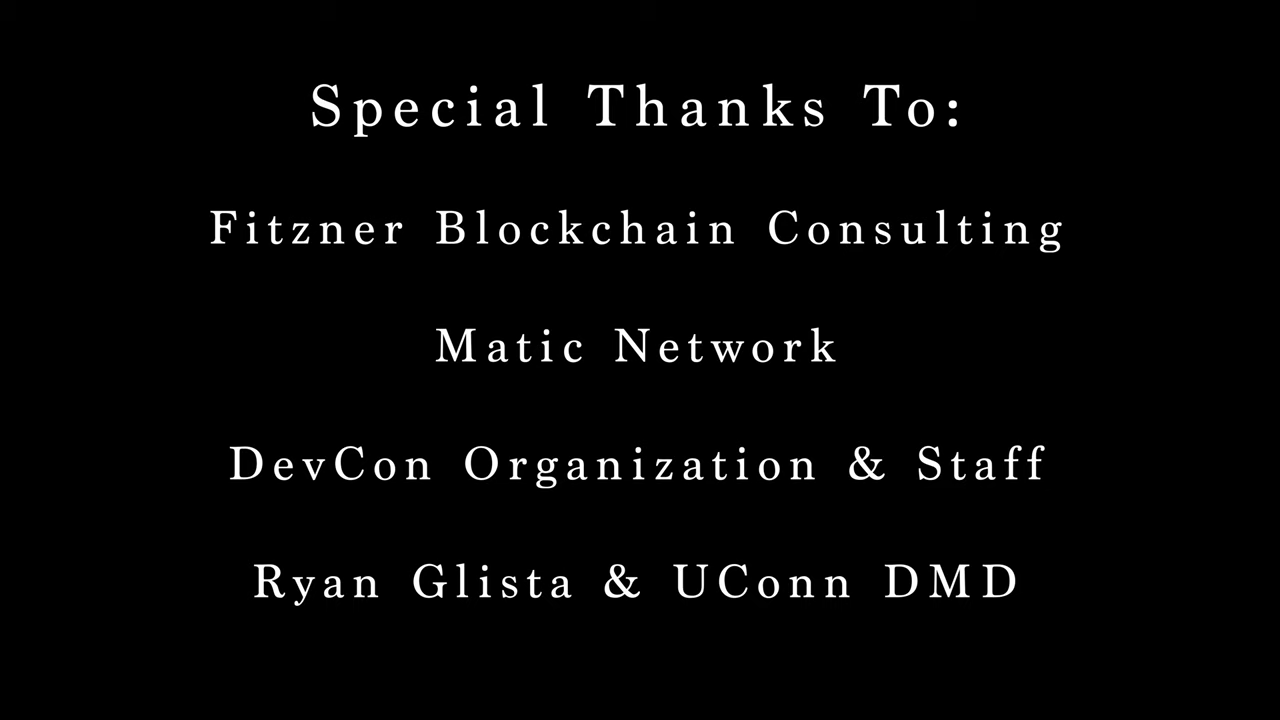 Special Thanks To:
Fitzner Blockchain Consulting
Matic Network
DevCon Organization & Staff
Ryan Glista & UConn DMD